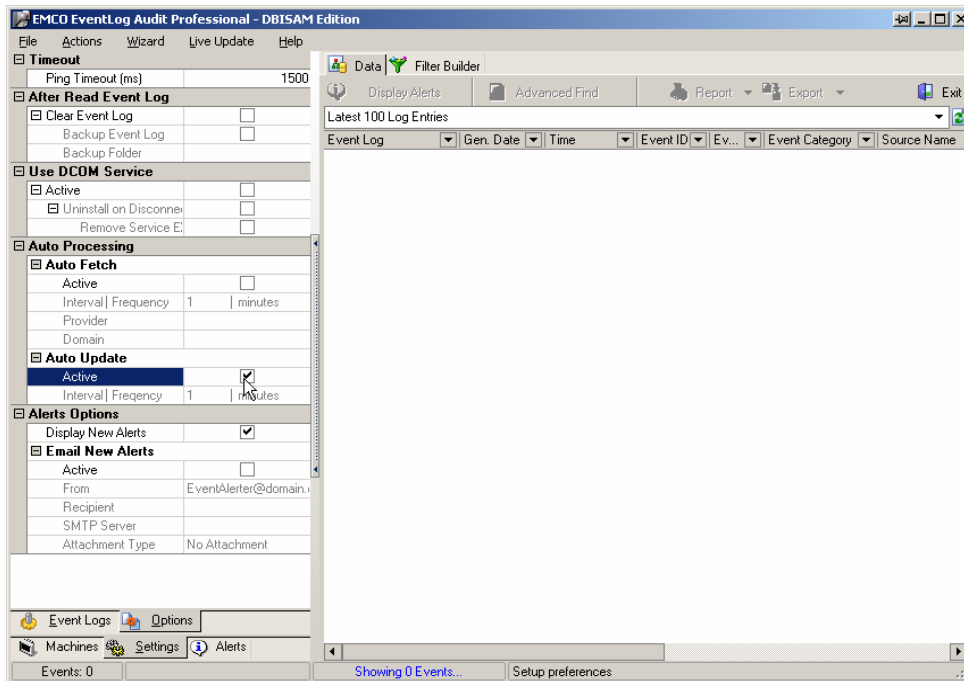 EMCO EventLog Audit Professional - DBISAM Edition
File Actions Wizard Live Update Help
Timeout
Ping Timeout (ms) 1500
After Read Event Log
Clear Event Log
Backup Event Log
Backup Folder
Use DCOM Service
Active
Uninstall on Disconne
Remove Service E
Auto Processing
Auto Fetch
Active
Interval | Frequency 1 | minutes
Provider
Domain
Auto Update
Active
Interval | Freqency 1 | minutes
Alerts Options
Display New Alerts
Email New Alerts
Active
From EventAlerter@domain.
Recipient
SMTP Server
Attachment Type No Attachment
Event Logs Options
Machines Settings Alerts
Events: 0
Data Filter Builder
Display Alerts Advanced Find Report Export Exit
Latest 100 Log Entries
Event Log Gen. Date Time Event ID Ev... Event Category Source Name
Showing 0 Events... Setup preferences